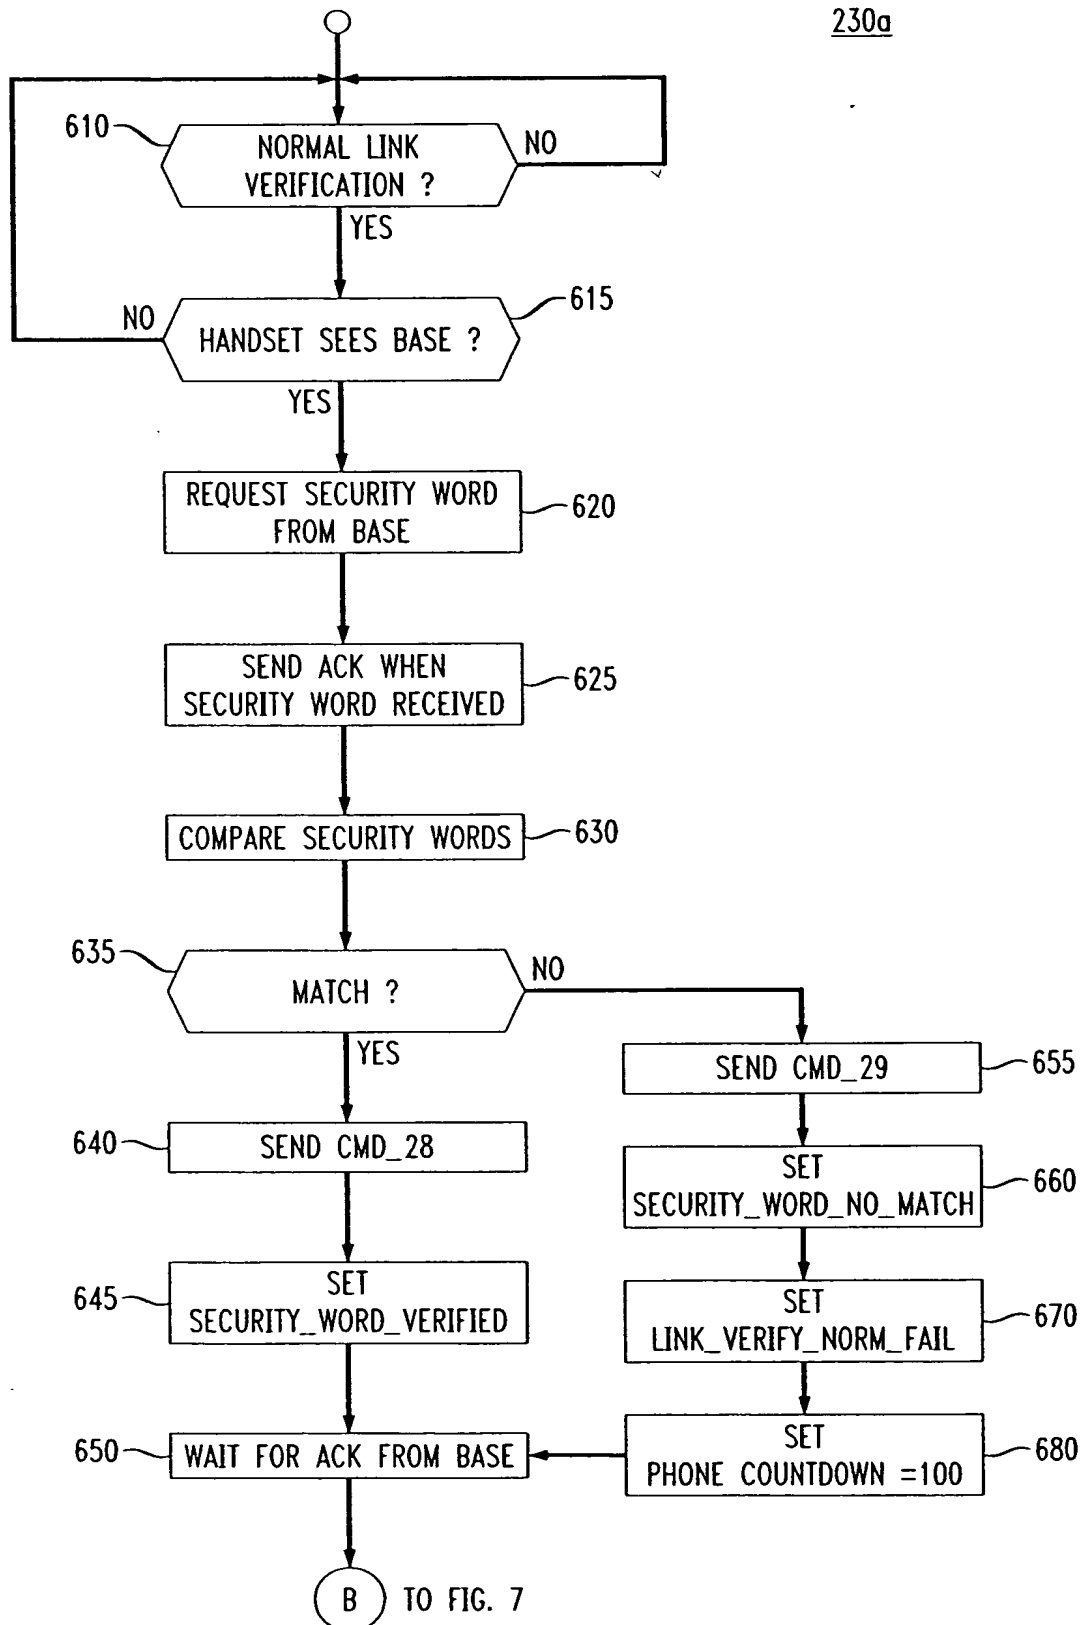 230a
610
NORMAL LINK
VERIFICATION ?
NO
YES
615
NO
HANDSET SEES BASE ?
YES
REQUEST SECURITY WORD
FROM BASE
620
SEND ACK WHEN
SECURITY WORD RECEIVED
625
COMPARE SECURITY WORDS
630
635
MATCH ?
NO
YES
SEND CMD_29
655
640
SEND CMD_28
SET
SECURITY_WORD_NO_MATCH
660
645
SET
SECURITY_WORD_VERIFIED
SET
LINK_VERIFY_NORM_FAIL
670
650
WAIT FOR ACK FROM BASE
SET
PHONE COUNTDOWN =100
680
B
TO FIG. 7